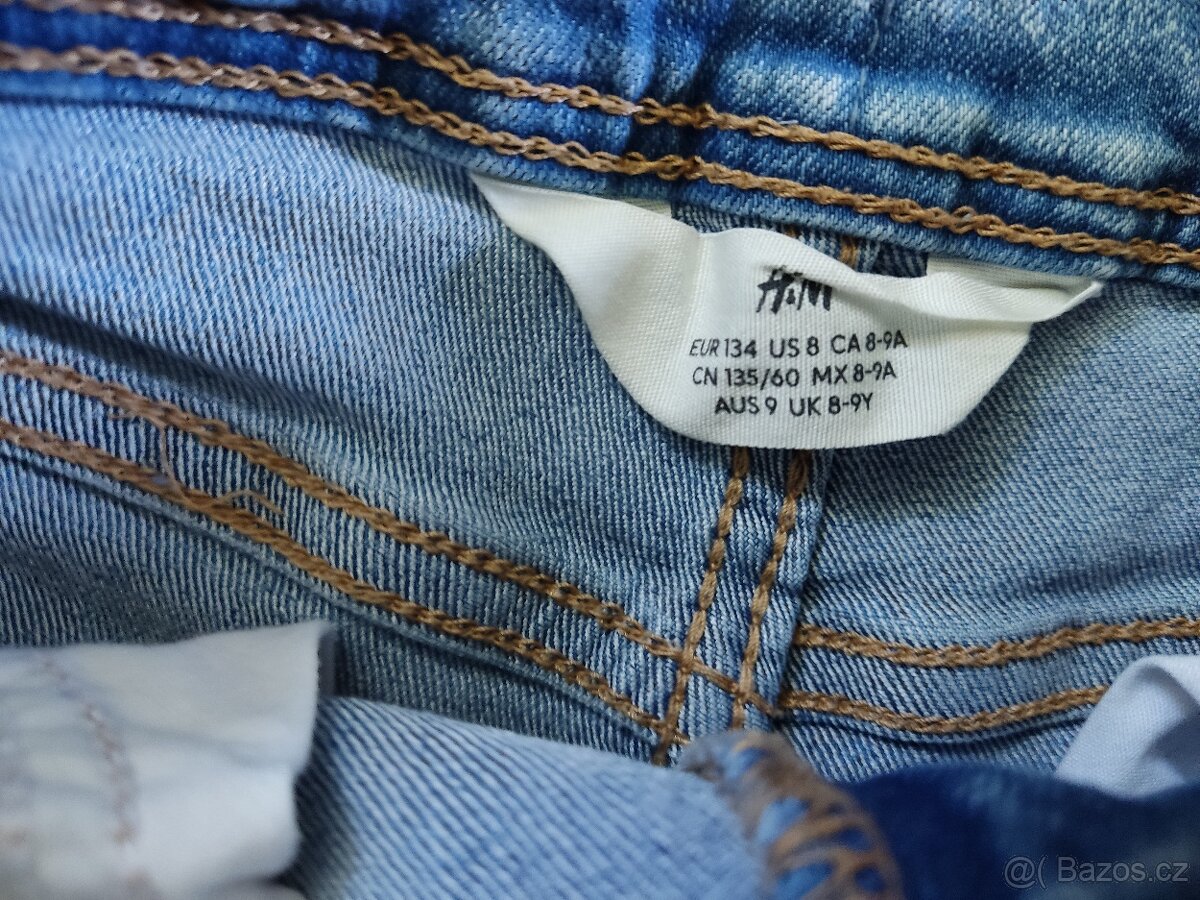 H&M
EUR 134 US 8 CA 8-9A
CN 135/60 MX 8-9A
AUS 9 UK 8-9Y
@( Bazos.cz